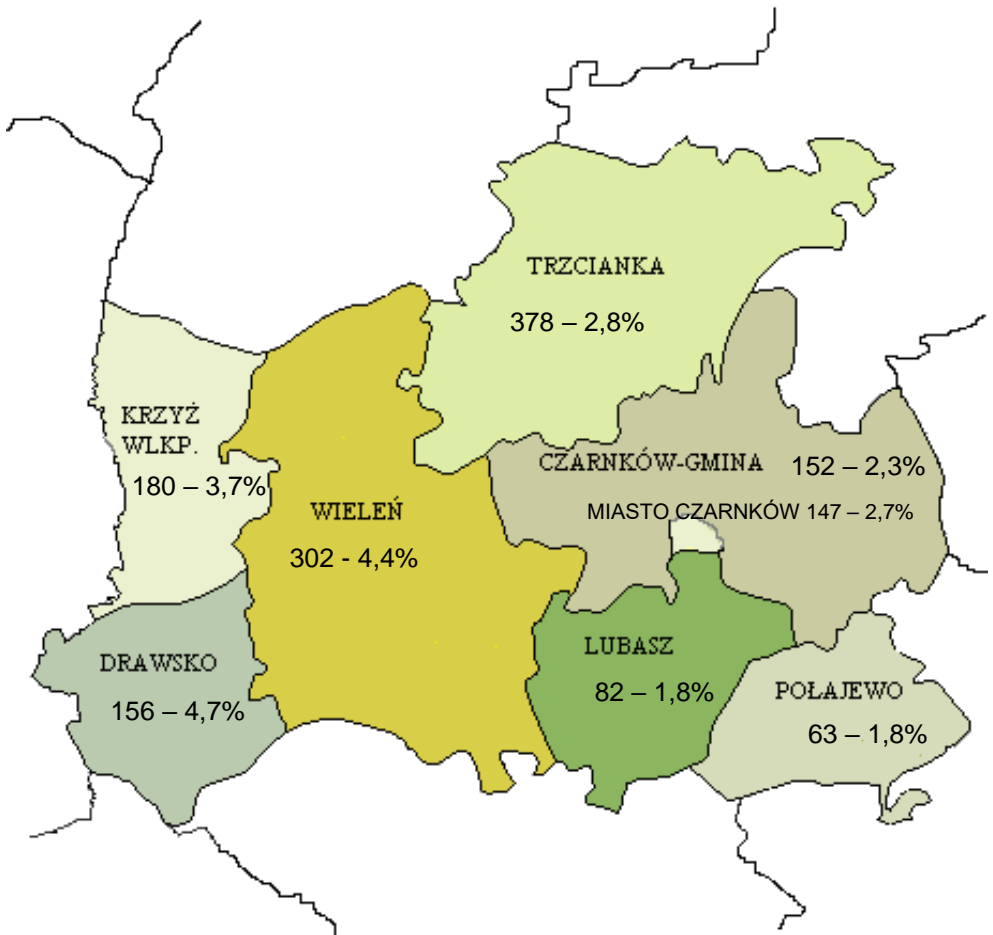 TRZCIANKA
378 – 2,8%
KRZYŻ
WLKP.
180 – 3,7%
WIELEŃ
302 - 4,4%
CZARNKÓW-GMINA 152 – 2,3%
MIASTO CZARNKÓW 147 – 2,7%
DRAWSKO
156 – 4,7%
LUBASZ
82 – 1,8%
POŁAJEWO
63 – 1,8%